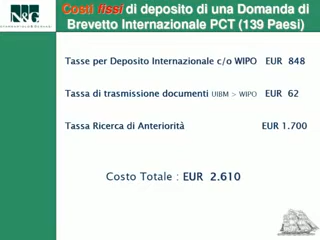 N&G
Costi fissi di deposito di una Domanda di
Brevetto Internazionale PCT (139 Paesi)
Tasse per Deposito Internazionale c/o WIPO EUR 848
Tassa di trasmissione documenti UIBM > WIPO EUR 62
Tassa Ricerca di Anteriorità EUR 1.700
Costo Totale : EUR 2.610